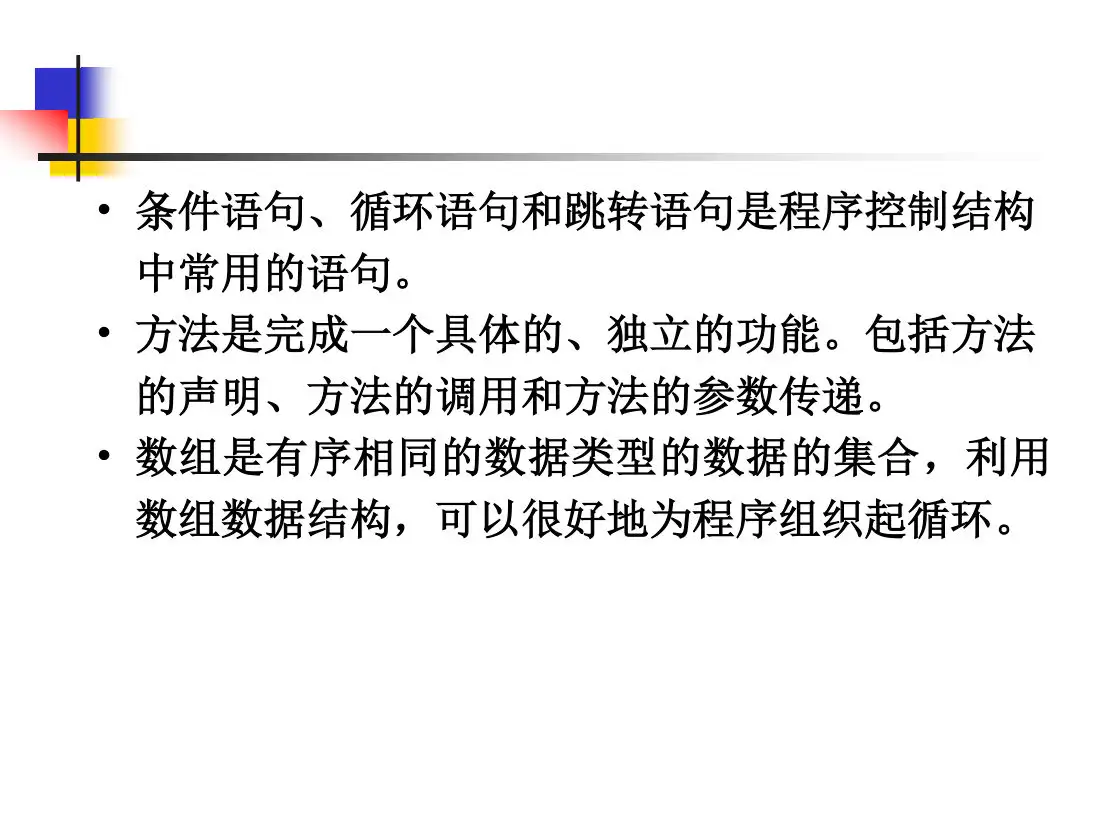 • 条件语句、循环语句和跳转语句是程序控制结构
中常用的语句。
• 方法是完成一个具体的、独立的功能。包括方法
的声明、方法的调用和方法的参数传递。
• 数组是有序相同的数据类型的数据的集合，利用
数组数据结构，可以很好地为程序组织起循环。